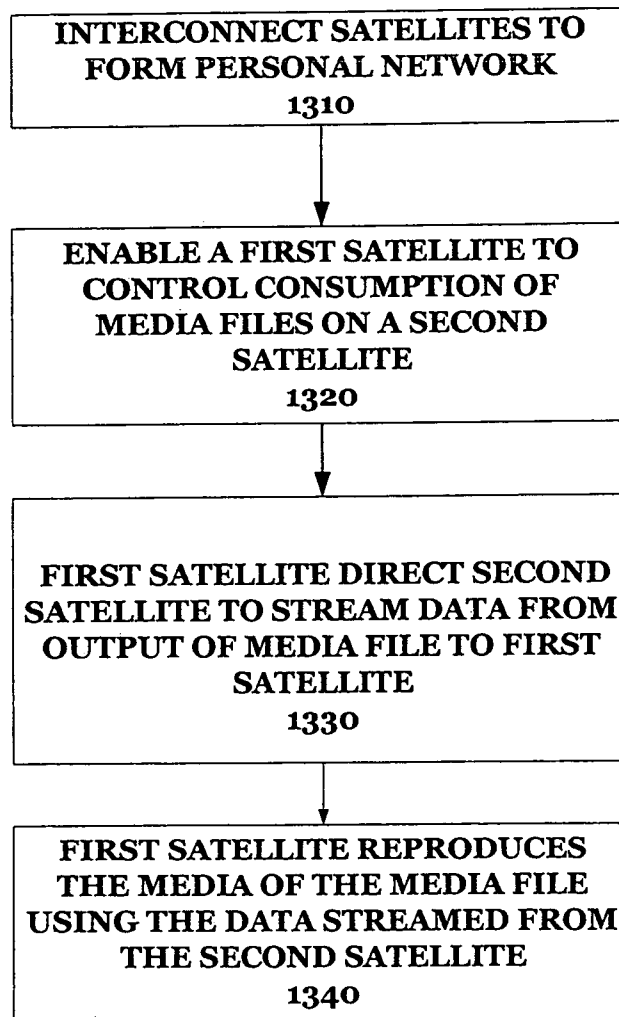 INTERCONNECT SATELLITES TO
FORM PERSONAL NETWORK
1310
ENABLE A FIRST SATELLITE TO
CONTROL CONSUMPTION OF
MEDIA FILES ON A SECOND
SATELLITE
1320
FIRST SATELLITE DIRECT SECOND
SATELLITE TO STREAM DATA FROM
OUTPUT OF MEDIA FILE TO FIRST
SATELLITE
1330
FIRST SATELLITE REPRODUCES
THE MEDIA OF THE MEDIA FILE
USING THE DATA STREAMED FROM
THE SECOND SATELLITE
1340